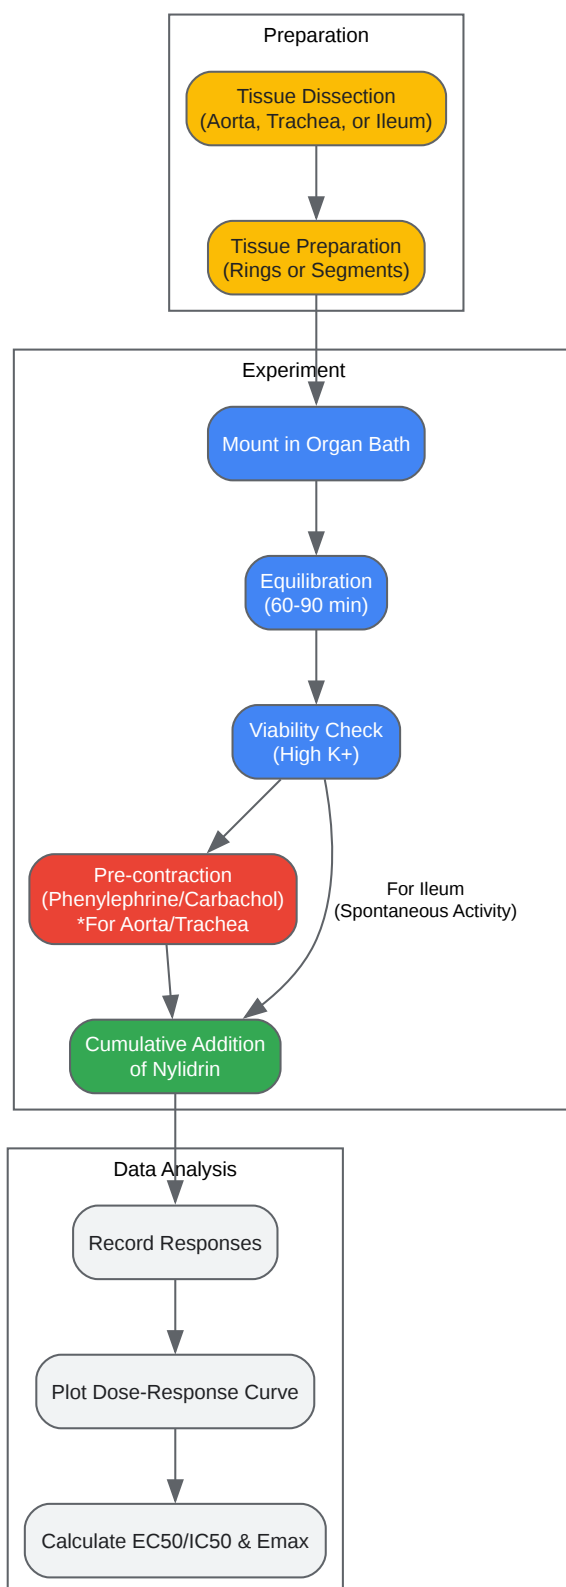 Preparation
Tissue Dissection
(Aorta, Trachea, or Ileum)
Tissue Preparation
(Rings or Segments)
Experiment
Mount in Organ Bath
Equilibration
(60-90 min)
Viability Check
(High K+)
Pre-contraction
(Phenylephrine/Carbachol)
*For Aorta/Trachea
For Ileum
(Spontaneous Activity)
Cumulative Addition
of Nylidrin
Data Analysis
Record Responses
Plot Dose-Response Curve
Calculate EC50/IC50 & Emax